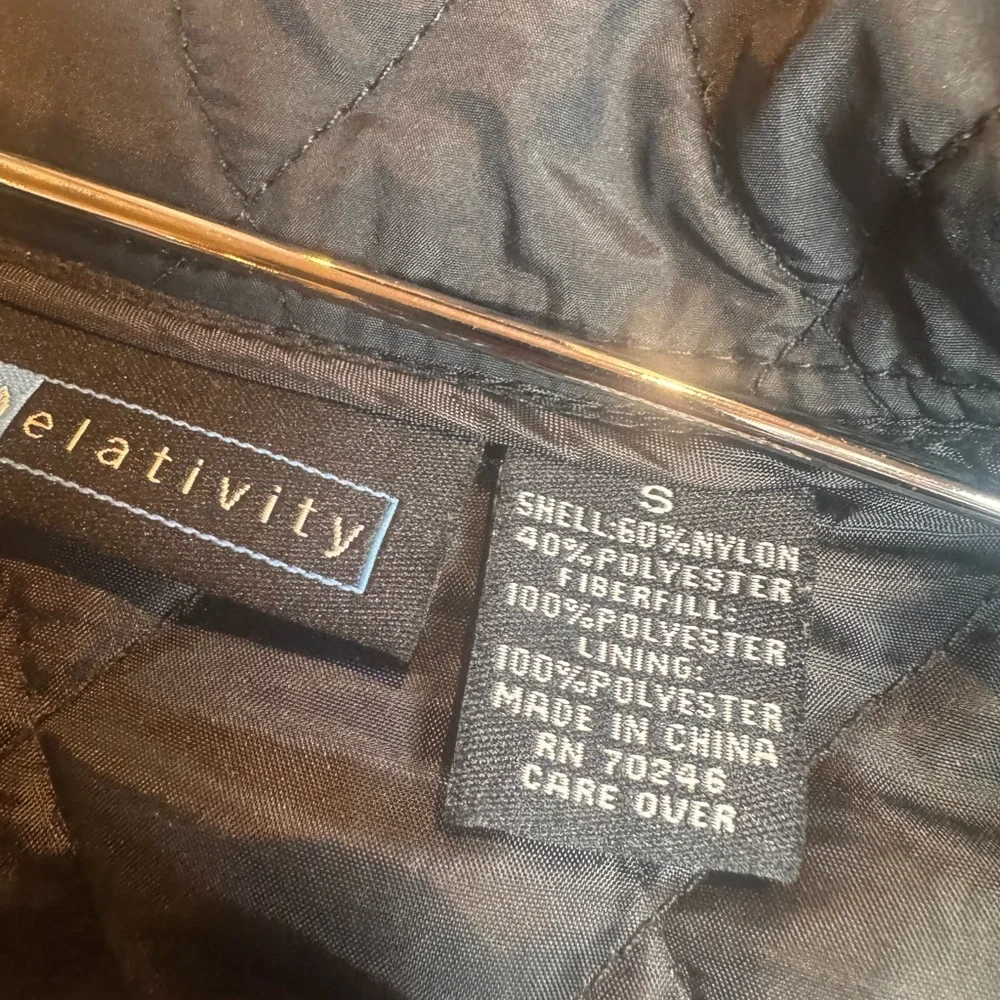 elativity
S
SHELL:60%NYLON
40%POLYESTER
FIBERFILL:
100%POLYESTER
LINING:
100%POLYESTER
MADE IN CHINA
RN 70246
CARE OVER